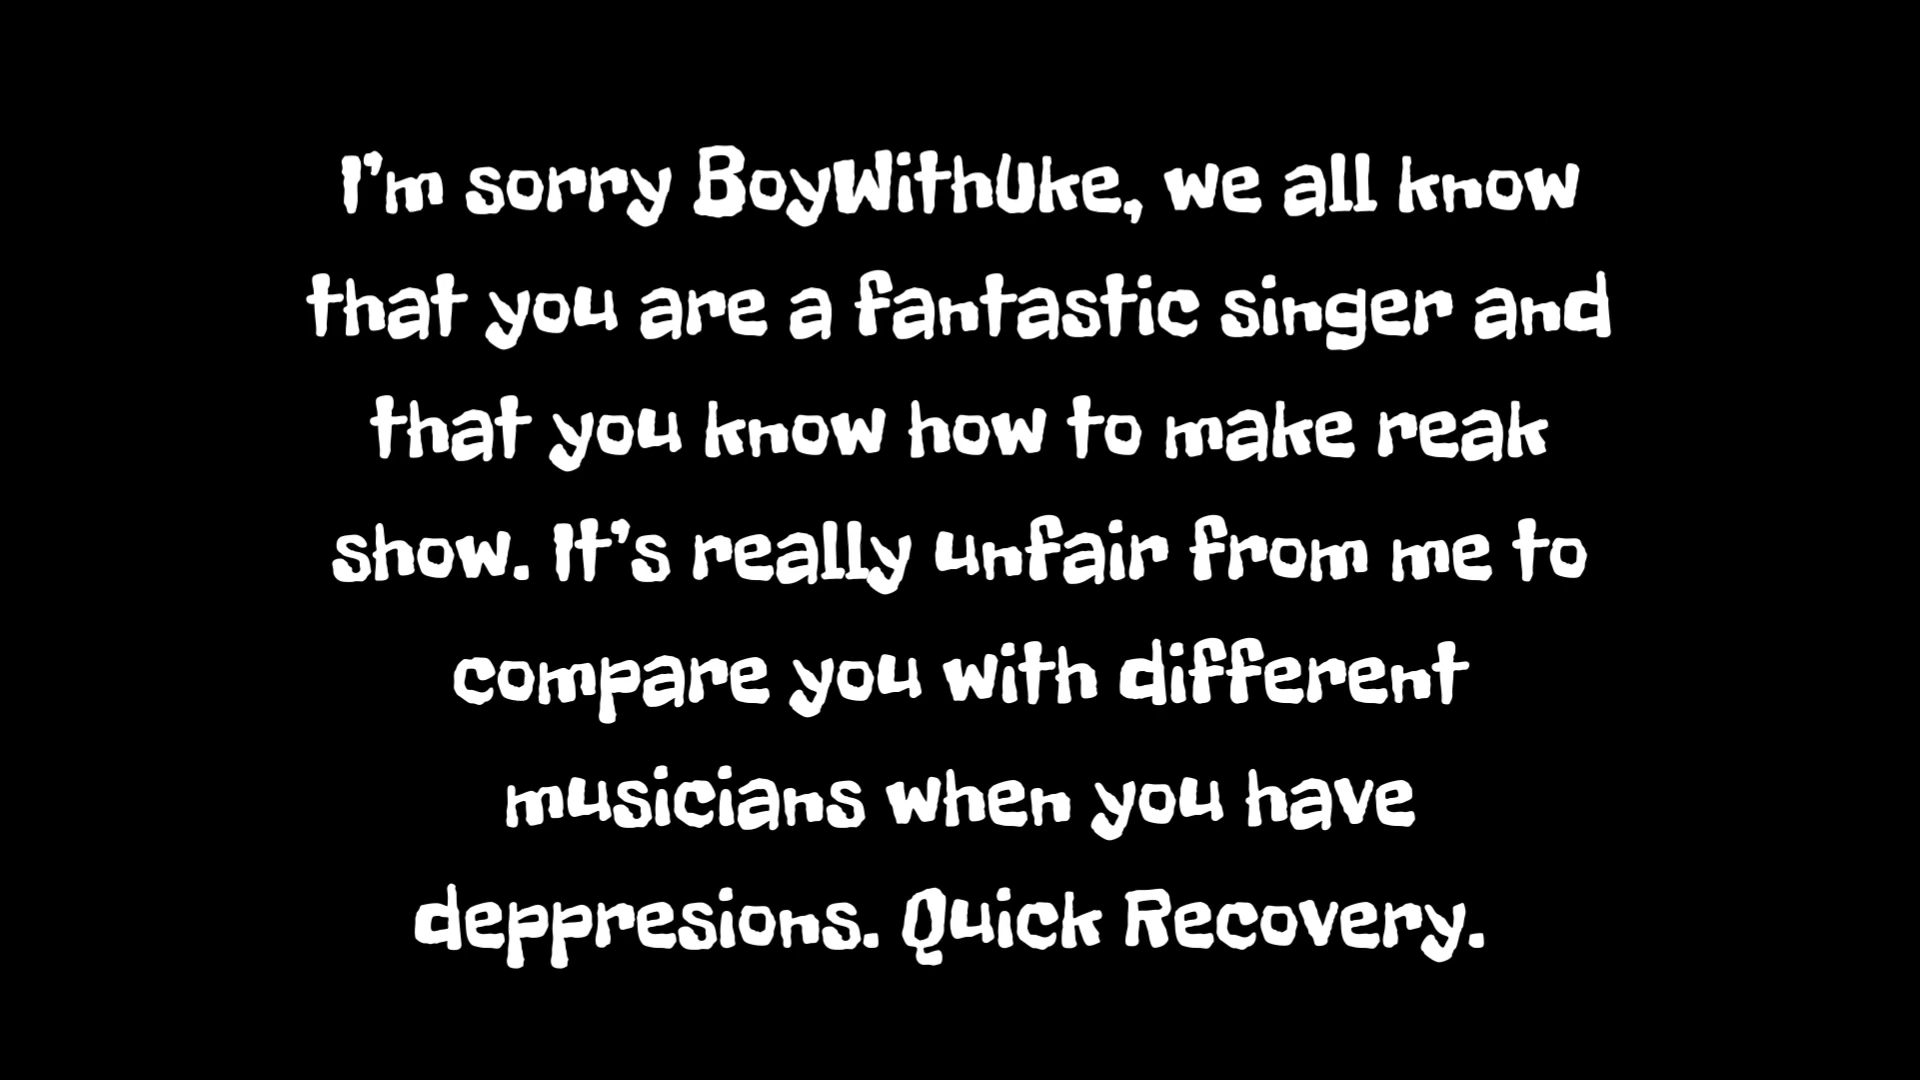 I'm sorry BoyWithUke, we all know
that you are a fantastic singer and
that you know how to make reak
show. It's really unfair from me to
compare you with different
musicians when you have
deppresions. Quick Recovery.